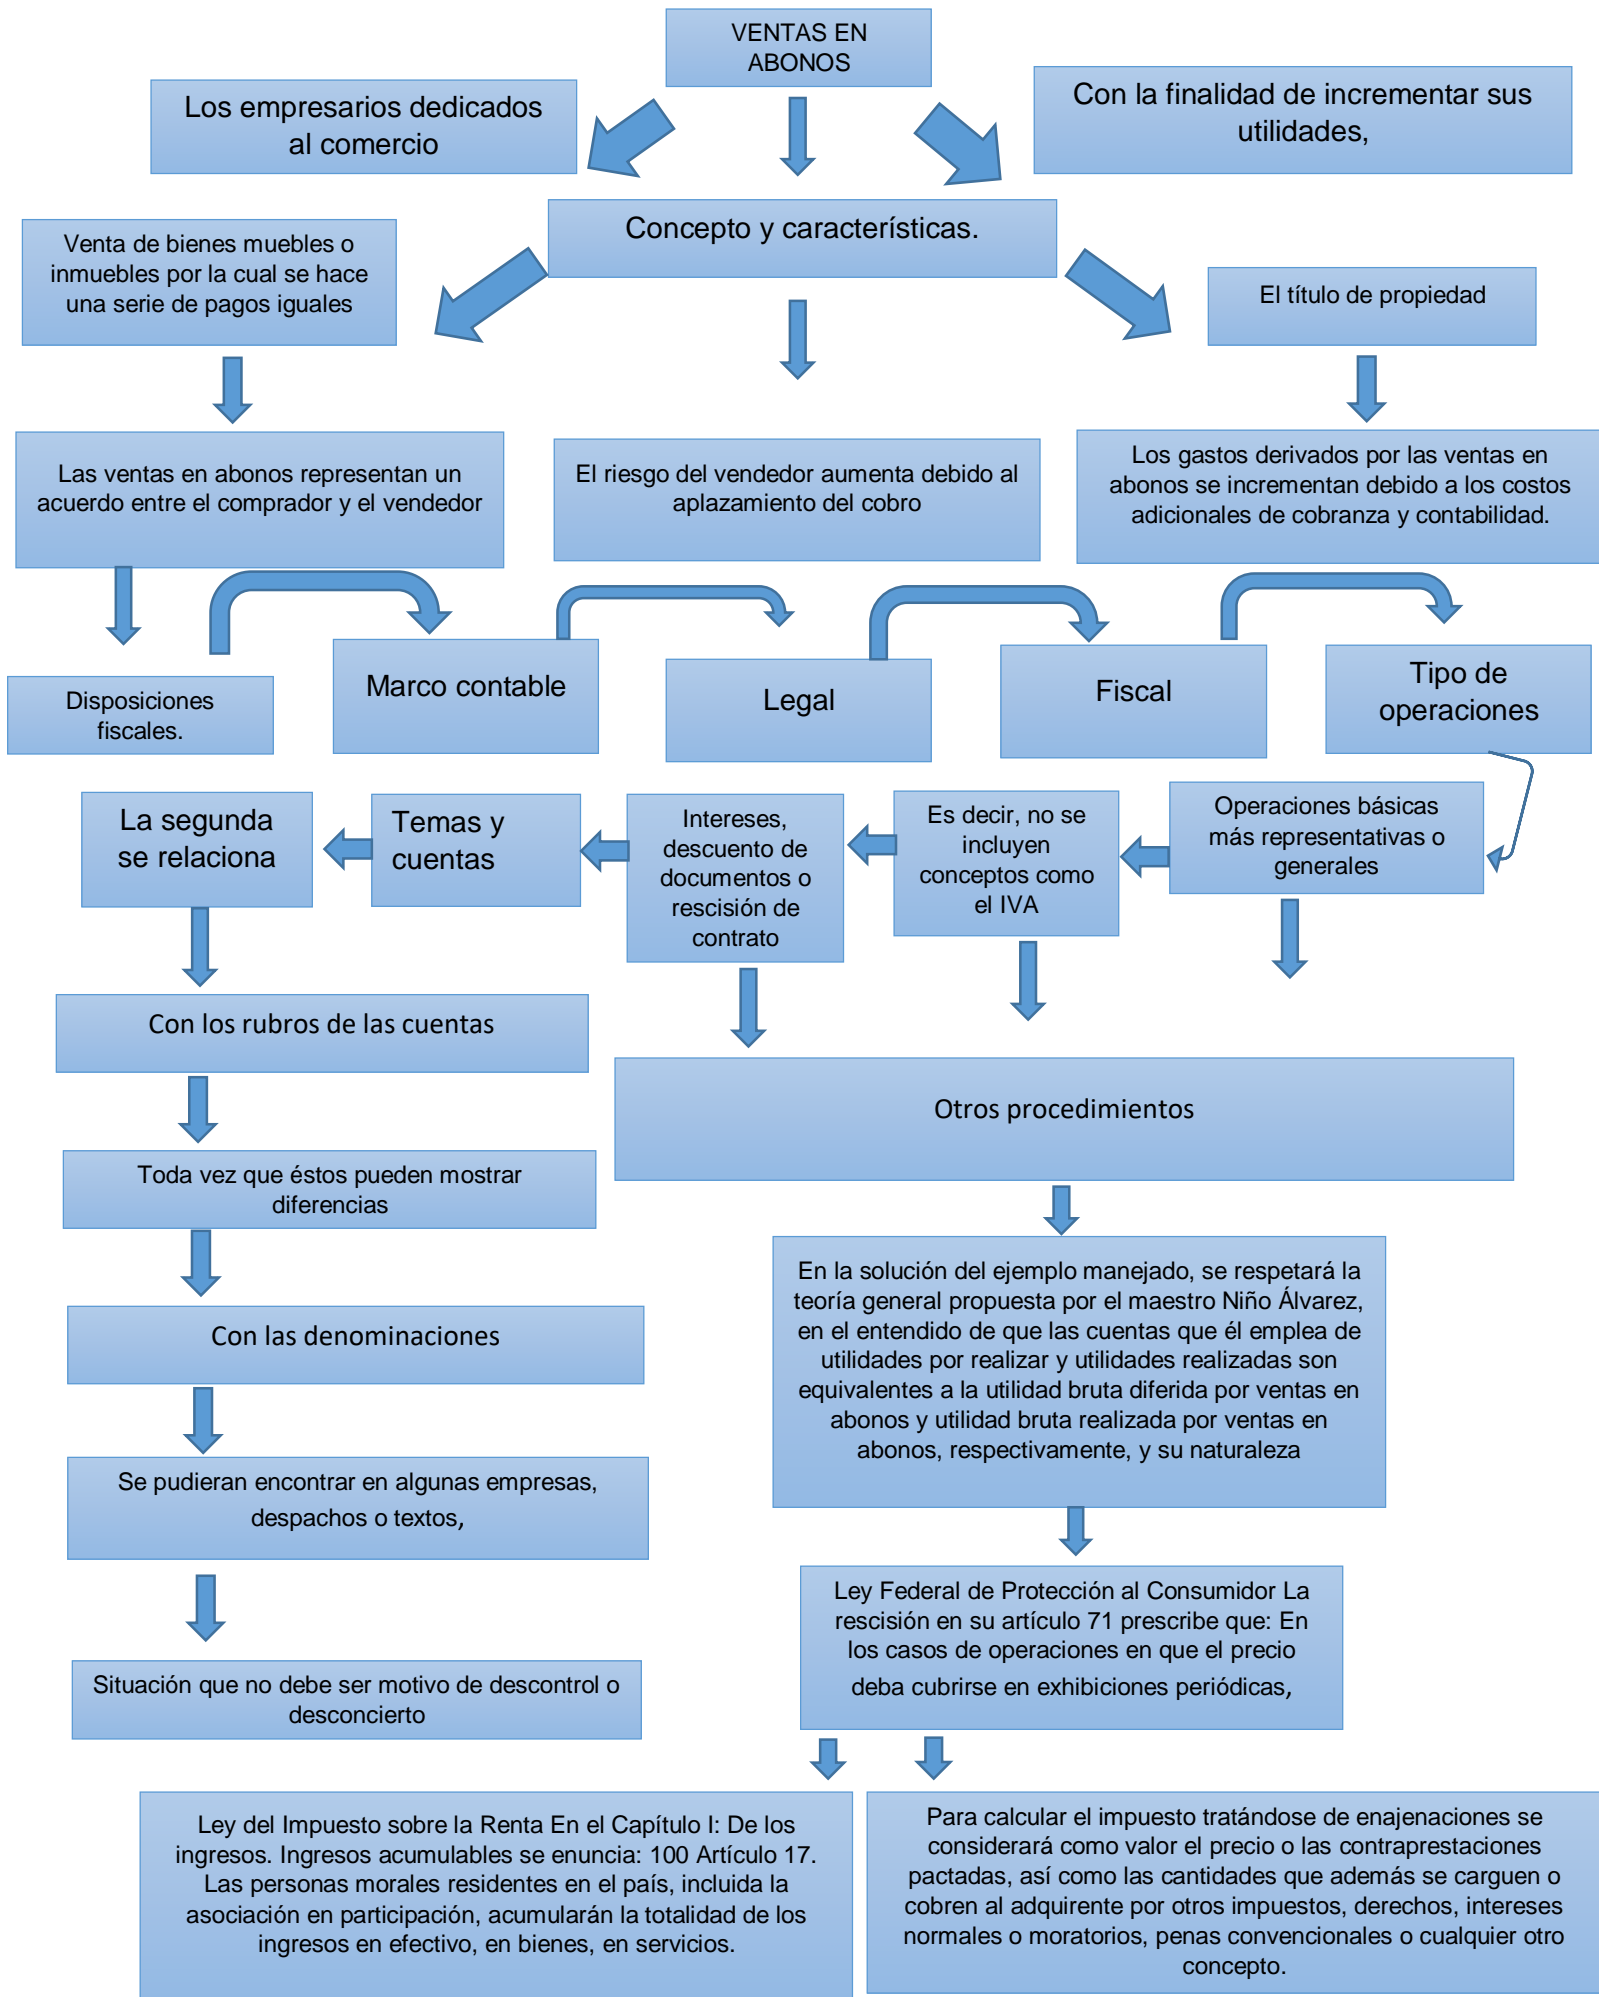 VENTAS EN
ABONOS
Los empresarios dedicados
al comercio
Con la finalidad de incrementar sus
utilidades,
Concepto y características.
Venta de bienes muebles o
inmuebles por la cual se hace
una serie de pagos iguales
El título de propiedad
Las ventas en abonos representan un
acuerdo entre el comprador y el vendedor
El riesgo del vendedor aumenta debido al
aplazamiento del cobro
Los gastos derivados por las ventas en
abonos se incrementan debido a los costos
adicionales de cobranza y contabilidad.
Disposiciones
fiscales.
Marco contable
Legal
Fiscal
Tipo de
operaciones
Operaciones básicas
más representativas o
generales
Es decir, no se
incluyen
conceptos como
el IVA
Intereses,
descuento de
documentos o
rescisión de
contrato
Temas y
cuentas
La segunda
se relaciona
Con los rubros de las cuentas
Toda vez que éstos pueden mostrar
diferencias
Con las denominaciones
Se pudieran encontrar en algunas empresas,
despachos o textos,
Situación que no debe ser motivo de descontrol o
desconcierto
Otros procedimientos
En la solución del ejemplo manejado, se respetará la
teoría general propuesta por el maestro Niño Álvarez,
en el entendido de que las cuentas que él emplea de
utilidades por realizar y utilidades realizadas son
equivalentes a la utilidad bruta diferida por ventas en
abonos y utilidad bruta realizada por ventas en
abonos, respectivamente, y su naturaleza
Ley Federal de Protección al Consumidor La
rescisión en su artículo 71 prescribe que: En
los casos de operaciones en que el precio
deba cubrirse en exhibiciones periódicas,
Ley del Impuesto sobre la Renta En el Capítulo I: De los
ingresos. Ingresos acumulables se enuncia: 100 Artículo 17.
Las personas morales residentes en el país, incluida la
asociación en participación, acumularán la totalidad de los
ingresos en efectivo, en bienes, en servicios.
Para calcular el impuesto tratándose de enajenaciones se
considerará como valor el precio o las contraprestaciones
pactadas, así como las cantidades que además se carguen o
cobren al adquirente por otros impuestos, derechos, intereses
normales o moratorios, penas convencionales o cualquier otro
concepto.